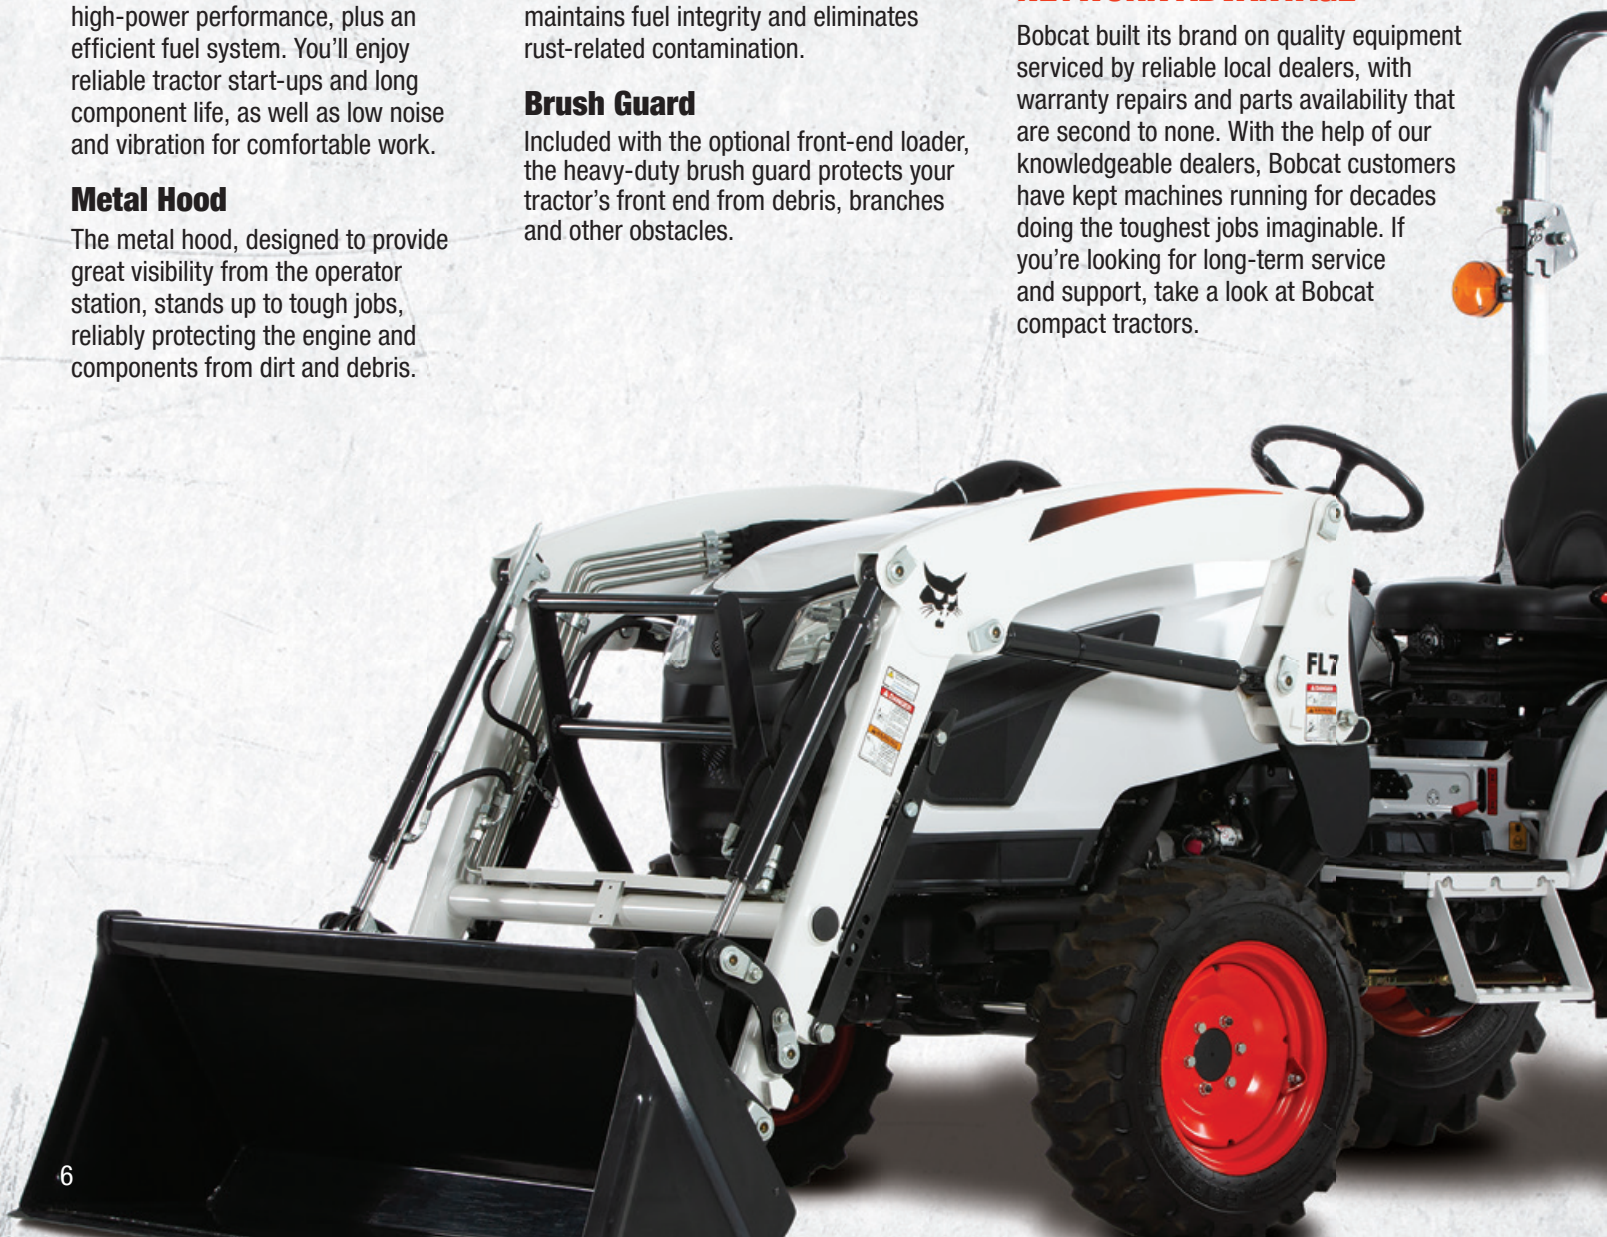 high-power performance, plus an
efficient fuel system. You'll enjoy
reliable tractor start-ups and long
component life, as well as low noise
and vibration for comfortable work.
Metal Hood
The metal hood, designed to provide
great visibility from the operator
station, stands up to tough jobs,
reliably protecting the engine and
components from dirt and debris.
maintains fuel integrity and eliminates
rust-related contamination.
Brush Guard
Included with the optional front-end loader,
the heavy-duty brush guard protects your
tractor's front end from debris, branches
and other obstacles.
Bobcat built its brand on quality equipment
serviced by reliable local dealers, with
warranty repairs and parts availability that
are second to none. With the help of our
knowledgeable dealers, Bobcat customers
have kept machines running for decades
doing the toughest jobs imaginable. If
you're looking for long-term service
and support, take a look at Bobcat
compact tractors.
FL7
DANGER
6